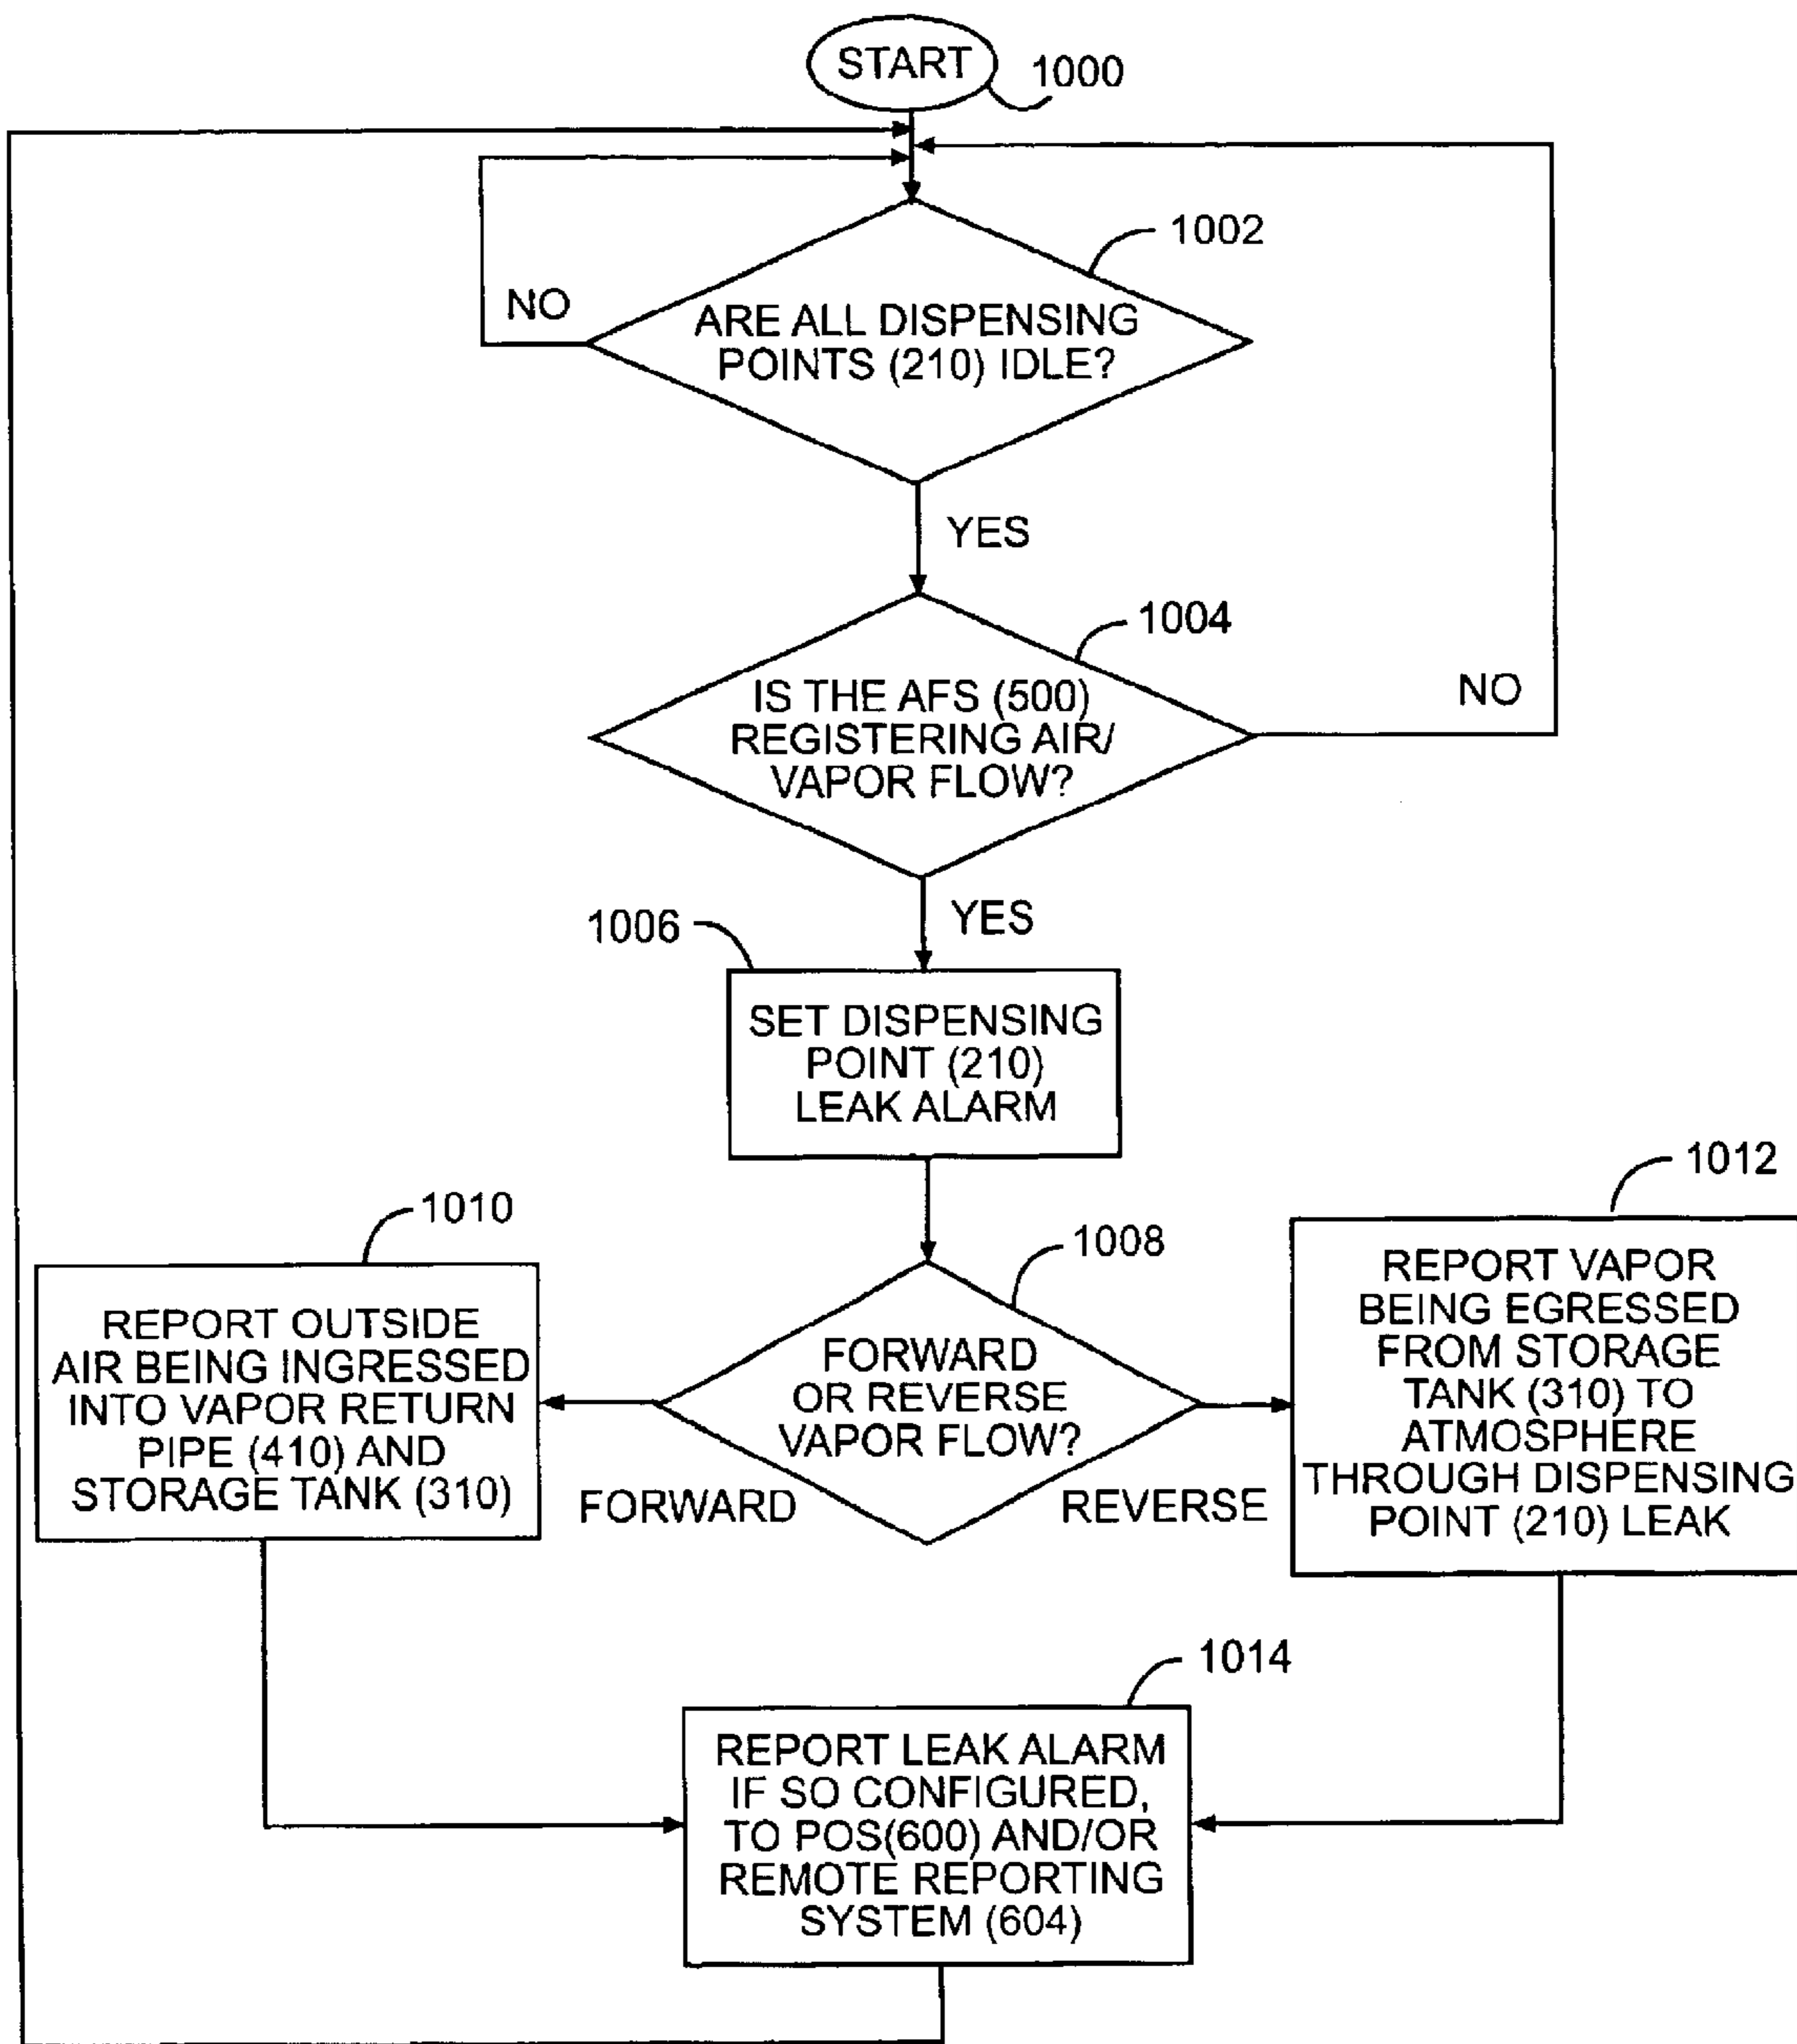 START
1000
1002
NO
ARE ALL DISPENSING
POINTS (210) IDLE?
YES
1004
IS THE AFS (500)
REGISTERING AIR/
VAPOR FLOW?
NO
YES
1006
SET DISPENSING
POINT (210)
LEAK ALARM
1008
FORWARD
OR REVERSE
VAPOR FLOW?
FORWARD
REVERSE
1010
REPORT OUTSIDE
AIR BEING INGRESSED
INTO VAPOR RETURN
PIPE (410) AND
STORAGE TANK (310)
1012
REPORT VAPOR
BEING EGRESSED
FROM STORAGE
TANK (310) TO
ATMOSPHERE
THROUGH DISPENSING
POINT (210) LEAK
1014
REPORT LEAK ALARM
IF SO CONFIGURED,
TO POS(600) AND/OR
REMOTE REPORTING
SYSTEM (604)